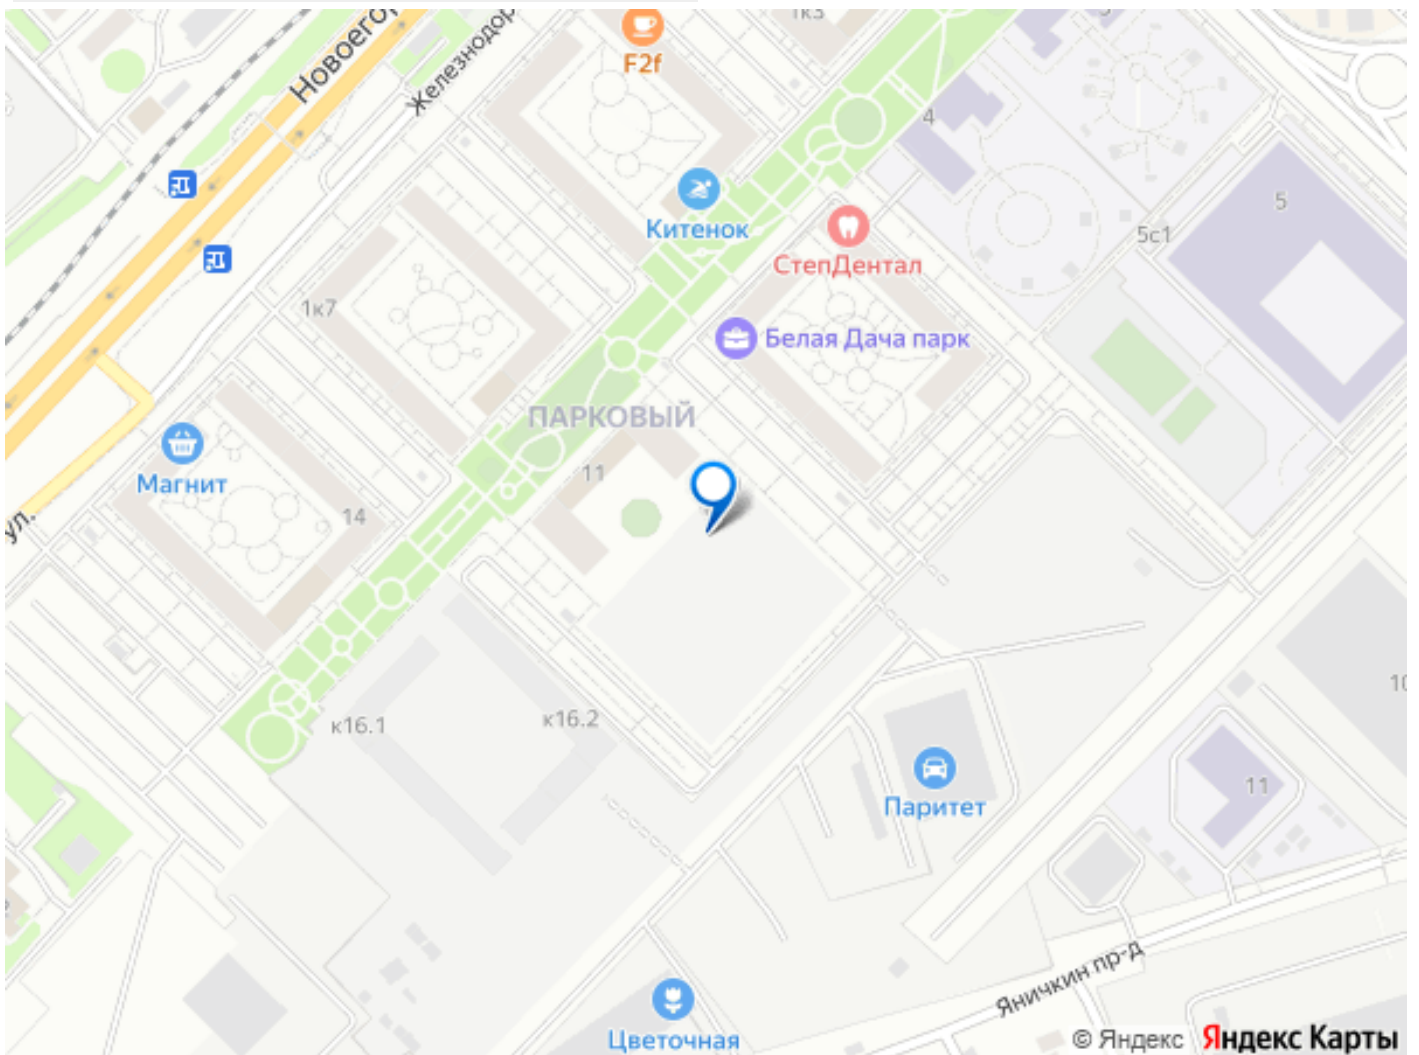 1к3
F2f
Новоегор
Железнодор
4
5
Китенок
5с1
СтепДентал
1к7
Белая Дача парк
ПАРКОВЫЙ
Магнит
11
14
ул.
10
к16.1
к16.2
11
Паритет
Яничкин пр-д
Цветочная
© Яндекс Яндекс Карты